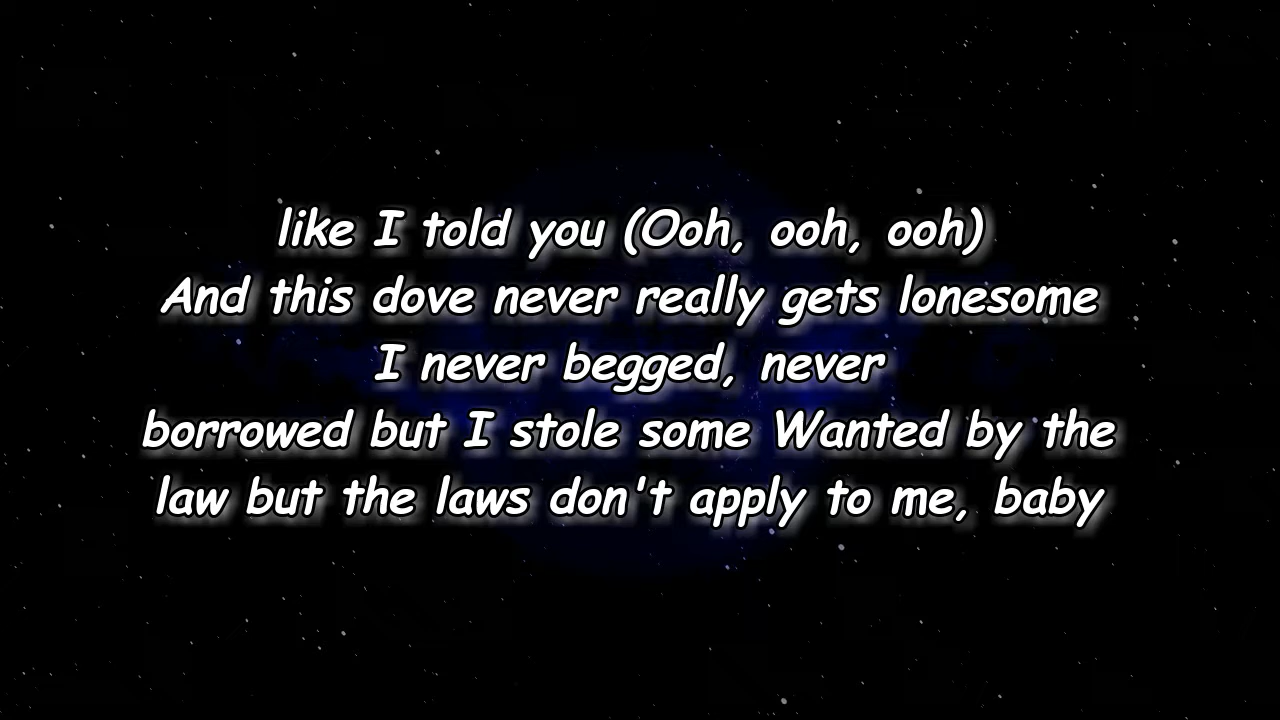 like I told you (Ooh, ooh, ooh)
And this dove never really gets lonesome
I never begged, never
borrowed but I stole some Wanted by the
law but the laws don't apply to me, baby